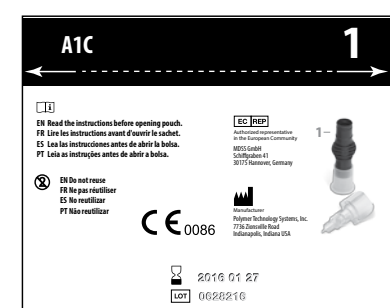 A1C
1
EN Read the instructions before opening pouch.
FR Lire les instructions avant d'ouvrir le sachet.
ES Lea las instrucciones antes de abrir la bolsa.
PT Leia as instruções antes de abrir a bolsa.
EN Do not reuse
FR Ne pas réutiliser
ES No reutilizar
PT Não reutilizar
CE 0086
EC REP
Authorized representative
in the European Community
MDSS GmbH
Schiffgraben 41
30175 Hannover, Germany
Manufacturer
Polymer Technology Systems, Inc.
7736 Zionsville Road
Indianapolis, Indiana USA
1
2016 01 27
LOT 0628216